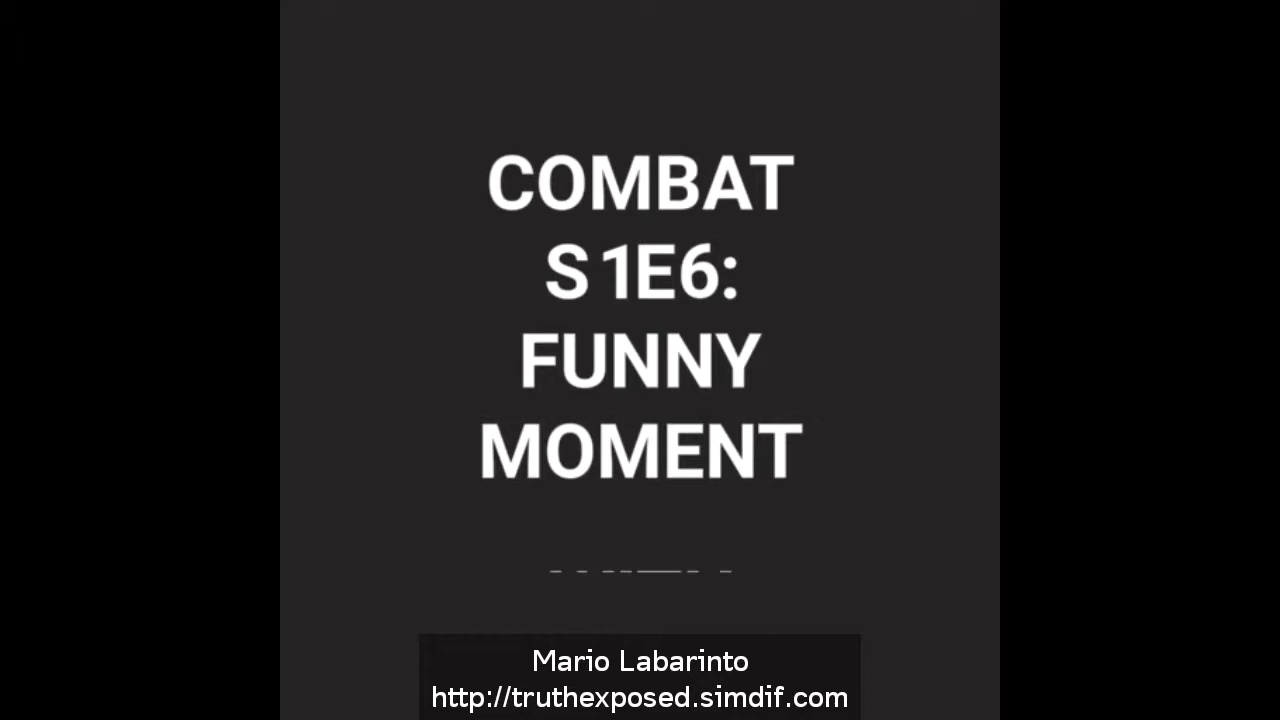 COMBAT
S1E6:
FUNNY
MOMENT
Mario Labarinto
http://truthexposed.simdif.com